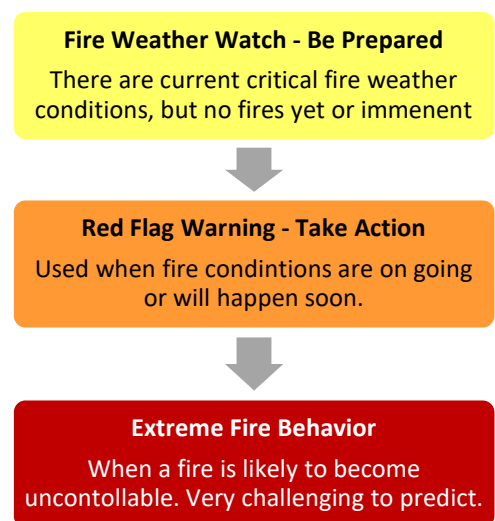 Fire Weather Watch - Be Prepared
There are current critical fire weather
conditions, but no fires yet or immenent
Red Flag Warning - Take Action
Used when fire condintions are on going
or will happen soon.
Extreme Fire Behavior
When a fire is likely to become
uncontollable. Very challenging to predict.